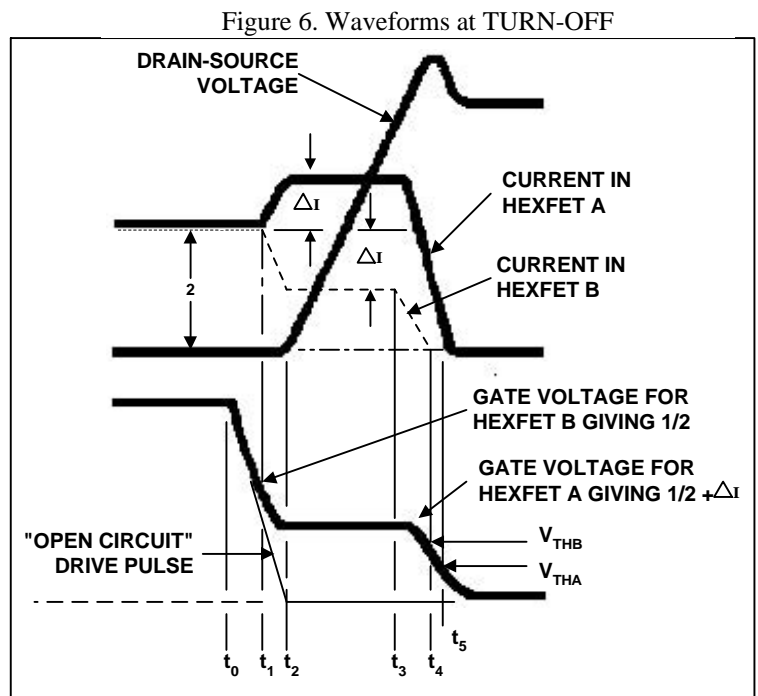 Figure 6. Waveforms at TURN-OFF
DRAIN-SOURCE
VOLTAGE
△I
CURRENT IN
HEXFET A
△I
2
CURRENT IN
HEXFET B
GATE VOLTAGE FOR
HEXFET B GIVING 1/2
GATE VOLTAGE FOR
HEXFET A GIVING 1/2 +△I
"OPEN CIRCUIT"
DRIVE PULSE
VTHB
VTHA
t0 t1 t2 t3 t4 t5